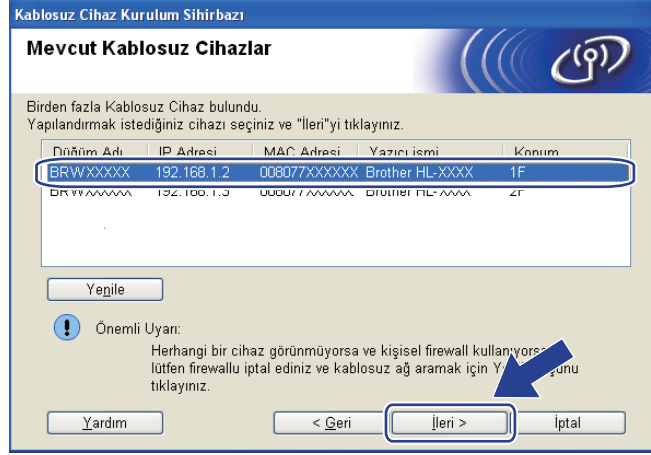 Kablosuz Cihaz Kurulum Sihirbazı
Mevcut Kablosuz Cihazlar
Birden fazla Kablosuz Cihaz bulundu.
Yapılandırmak istediğiniz cihazı seçiniz ve "İleri"yi tıklayınız.
Düğüm Adı IP Adresi MAC Adresi Yazıcı ismi Konum
BRWXXXXX 192.168.1.2 008077XXXXXX Brother HL-XXXX 1F
BRWXXXXX 192.168.1.3 008077XXXXXX Brother HL-XXXX 2F
Yenile
Önemli Uyarı:
Herhangi bir cihaz görünmüyorsa ve kişisel firewall kullanıyorsa
lütfen firewallu iptal ediniz ve kablosuz ağ aramak için
tıklayınız.
Yardım < Geri İleri > İptal